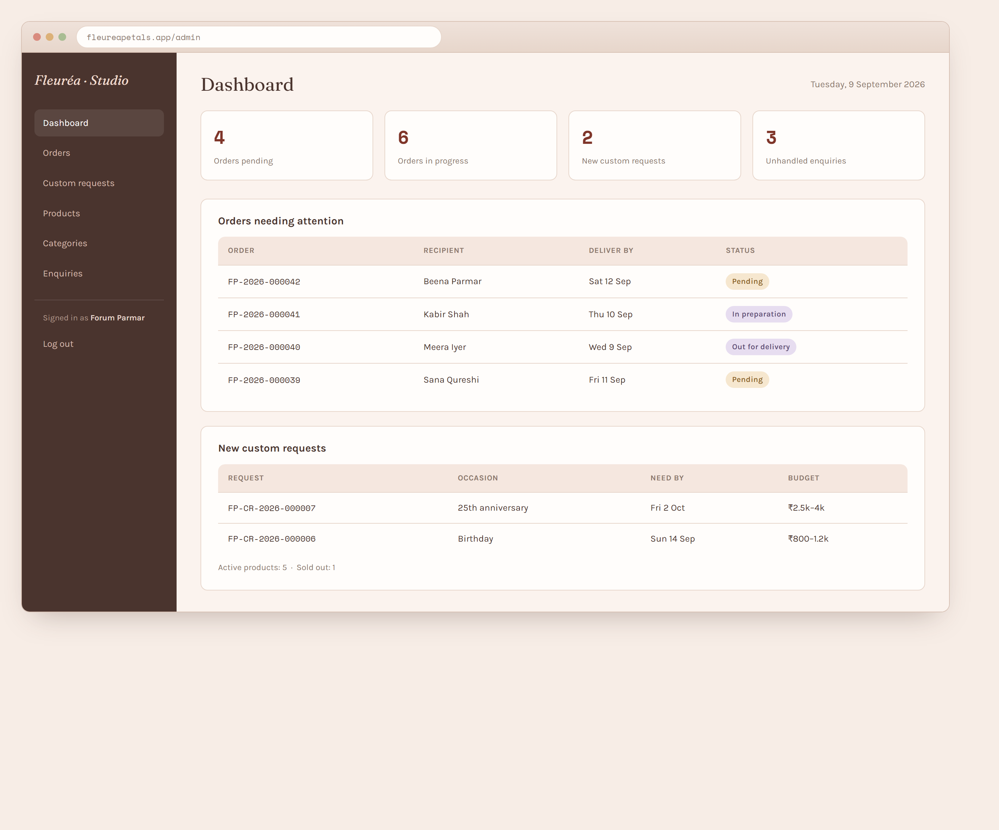 fleureapetals.app/admin
Fleuréa · Studio
Dashboard
Orders
Custom requests
Products
Categories
Enquiries
Signed in as Forum Parmar
Log out
Dashboard
Tuesday, 9 September 2026
4
Orders pending
6
Orders in progress
2
New custom requests
3
Unhandled enquiries
Orders needing attention
ORDER RECIPIENT DELIVER BY STATUS
FP-2026-000042 Beena Parmar Sat 12 Sep Pending
FP-2026-000041 Kabir Shah Thu 10 Sep In preparation
FP-2026-000040 Meera Iyer Wed 9 Sep Out for delivery
FP-2026-000039 Sana Qureshi Fri 11 Sep Pending
New custom requests
REQUEST OCCASION NEED BY BUDGET
FP-CR-2026-000007 25th anniversary Fri 2 Oct ₹2.5k–4k
FP-CR-2026-000006 Birthday Sun 14 Sep ₹800–1.2k
Active products: 5 · Sold out: 1